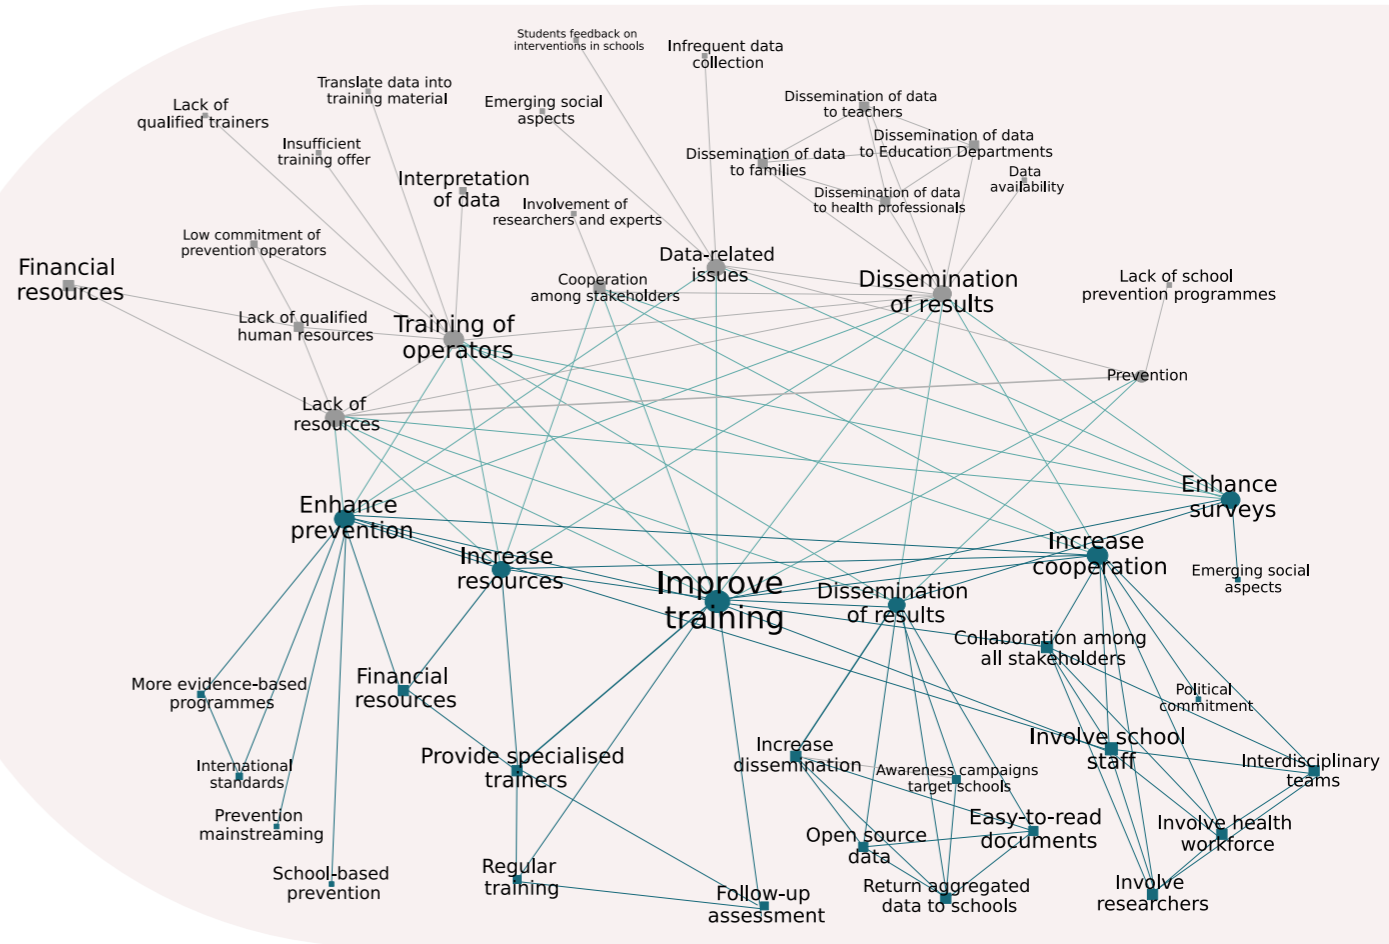 Students feedback on
interventions in schools
Infrequent data
collection
Translate data into
training material
Lack of
qualified trainers
Emerging social
aspects
Dissemination of data
to teachers
Insufficient
training offer
Dissemination of data
to Education Departments
Dissemination of data
to families
Data
availability
Interpretation
of data
Involvement of
researchers and experts
Dissemination of data
to health professionals
Low commitment of
prevention operators
Financial
resources
Data-related
issues
Cooperation
among stakeholders
Dissemination
of results
Lack of school
prevention programmes
Lack of qualified
human resources
Training of
operators
Prevention
Lack of
resources
Enhance
surveys
Enhance
prevention
Increase
resources
Increase
cooperation
Improve
training
Dissemination
of results
Emerging social
aspects
Collaboration among
all stakeholders
More evidence-based
programmes
Financial
resources
Political
commitment
International
standards
Provide specialised
trainers
Increase
dissemination
Awareness campaigns
target schools
Involve school
staff
Interdisciplinary
teams
Prevention
mainstreaming
Open source
data
Easy-to-read
documents
Involve health
workforce
School-based
prevention
Regular
training
Follow-up
assessment
Return aggregated
data to schools
Involve
researchers